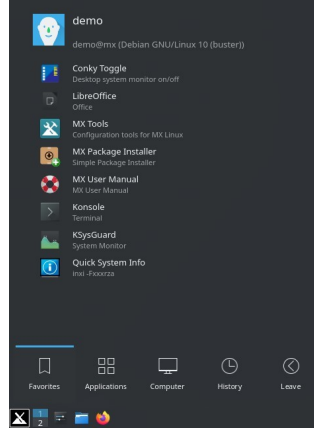 demo
demo@mx (Debian GNU/Linux 10 (buster))
Conky Toggle
Desktop system monitor on/off
LibreOffice
Office
MX Tools
Configuration tools for MX Linux
MX Package Installer
Simple Package Installer
MX User Manual
MX User Manual
Konsole
Terminal
KSysGuard
System Monitor
Quick System Info
inxi -Fxxxrza
Favorites Applications Computer History Leave
1
2